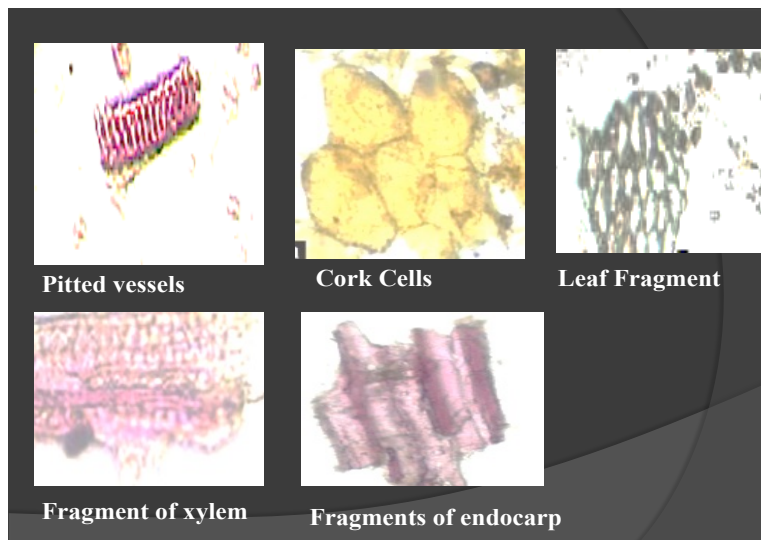 Pitted vessels
Cork Cells
Leaf Fragment
Fragment of xylem
Fragments of endocarp